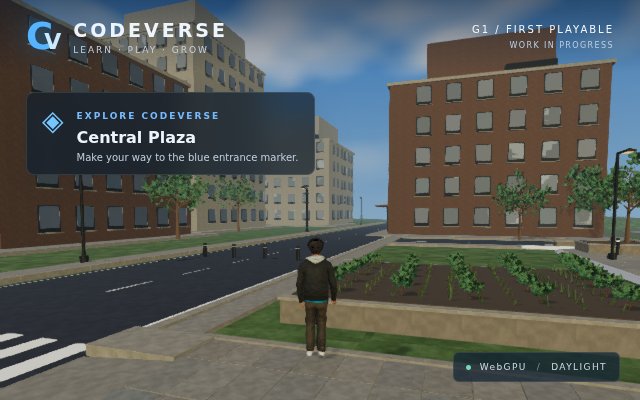 Cv CODEVERSE
LEARN · PLAY · GROW
G1 / FIRST PLAYABLE
WORK IN PROGRESS
EXPLORE CODEVERSE
Central Plaza
Make your way to the blue entrance marker.
WebGPU / DAYLIGHT